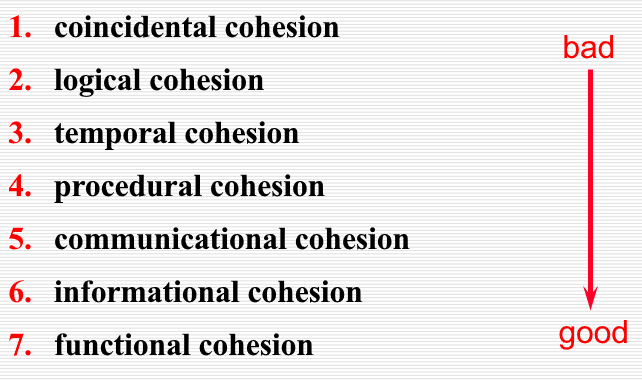 1. coincidental cohesion
2. logical cohesion
3. temporal cohesion
4. procedural cohesion
5. communicational cohesion
6. informational cohesion
7. functional cohesion
bad
good